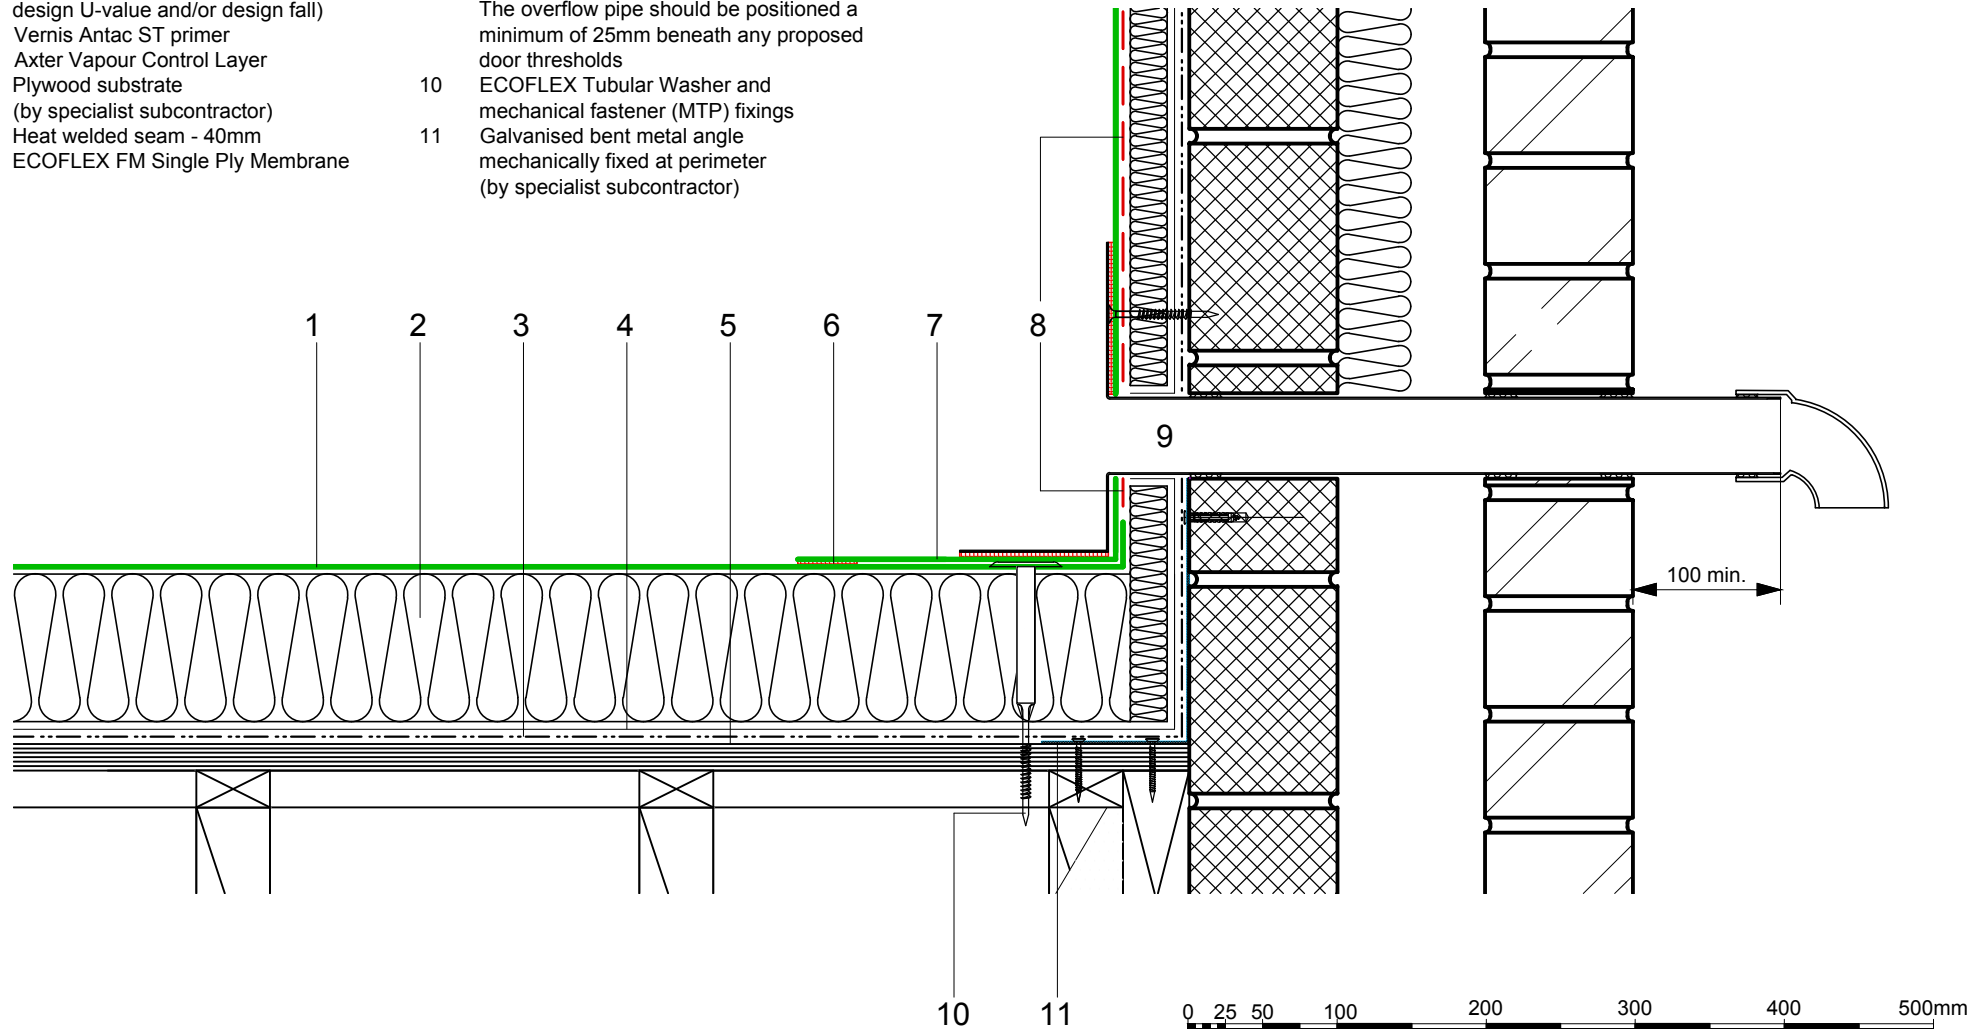 design U-value and/or design fall)
Vernis Antac ST primer
Axter Vapour Control Layer
Plywood substrate
(by specialist subcontractor)
Heat welded seam - 40mm
ECOFLEX FM Single Ply Membrane
The overflow pipe should be positioned a
minimum of 25mm beneath any proposed
door thresholds
10 ECOFLEX Tubular Washer and
mechanical fastener (MTP) fixings
11 Galvanised bent metal angle
mechanically fixed at perimeter
(by specialist subcontractor)
1 2 3 4 5 6 7 8
9
100 min.
10 11
0 25 50 100 200 300 400 500mm